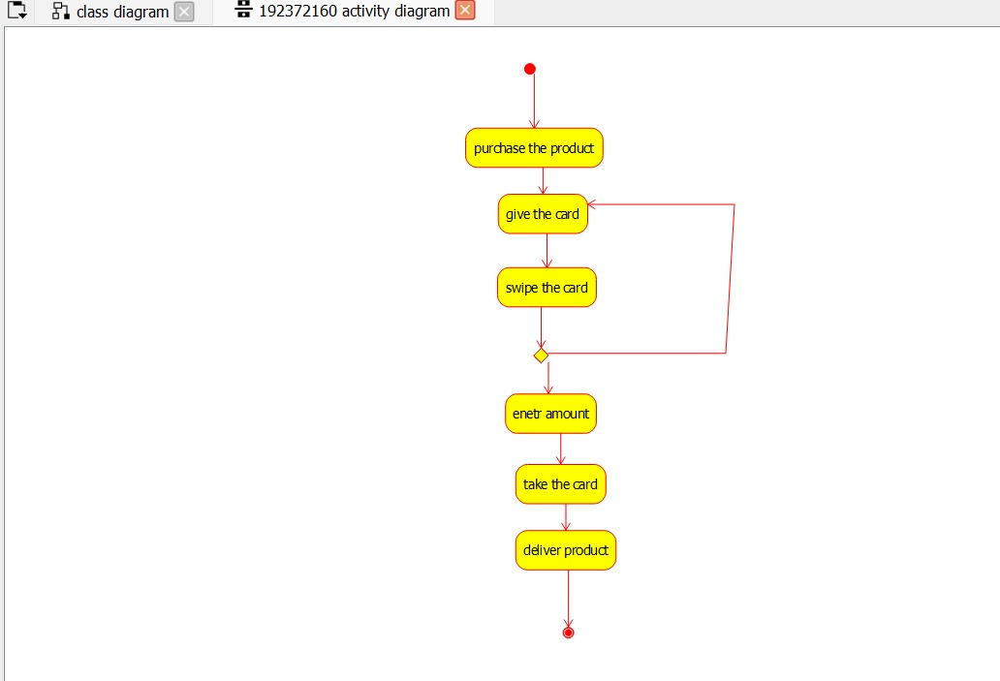 class diagram
192372160 activity diagram
purchase the product
give the card
swipe the card
enetr amount
take the card
deliver product